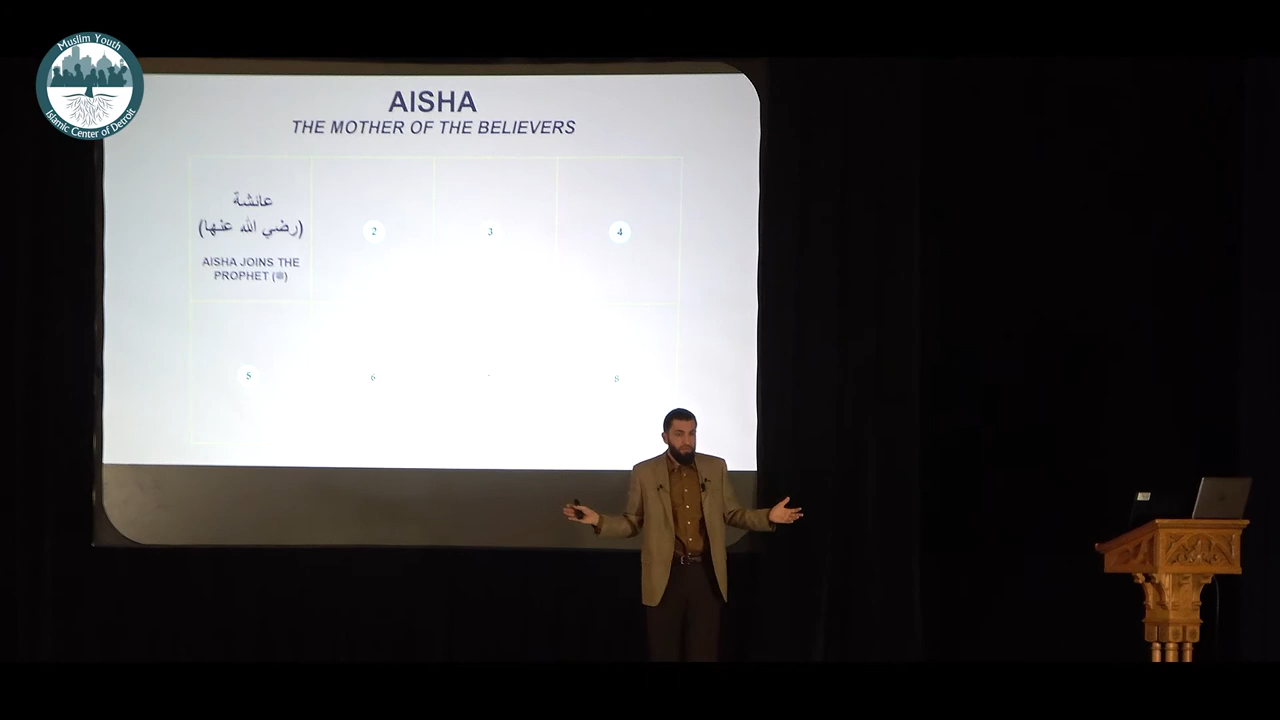 Muslim Youth
Islamic Center of Detroit
AISHA
THE MOTHER OF THE BELIEVERS
عائشة
(رضي الله عنها)
AISHA JOINS THE
PROPHET (ﷺ)
2
3
4
5
6
8